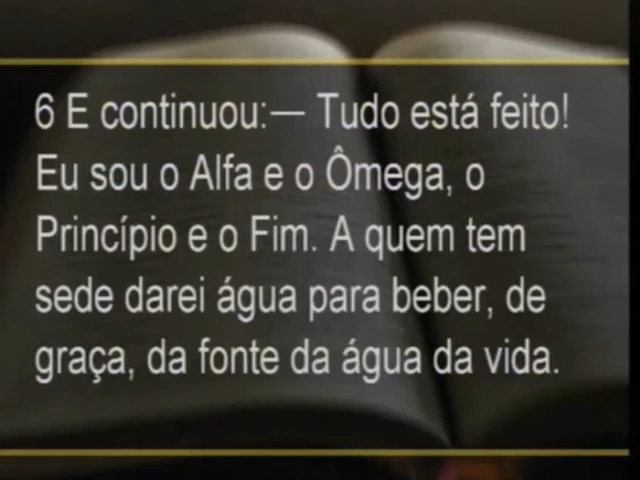 6 E continuou:— Tudo está feito!
Eu sou o Alfa e o Ômega, o
Princípio e o Fim. A quem tem
sede darei água para beber, de
graça, da fonte da água da vida.